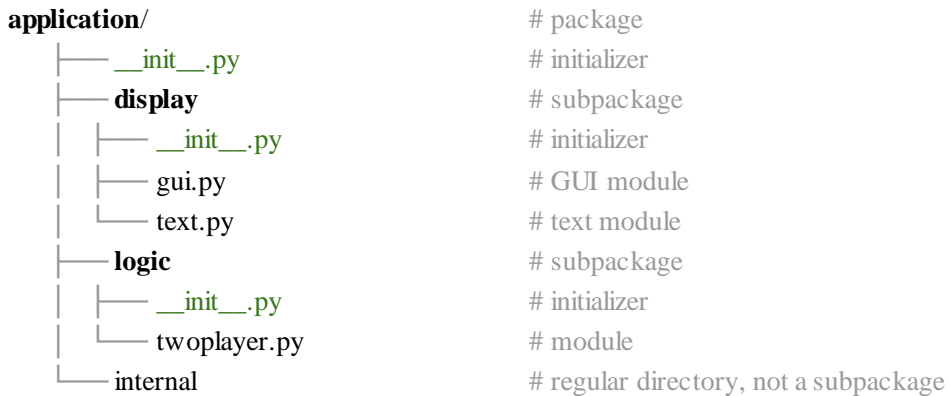 application/ # package
__init__.py # initializer
display # subpackage
__init__.py # initializer
gui.py # GUI module
text.py # text module
logic # subpackage
__init__.py # initializer
twoplayer.py # module
internal # regular directory, not a subpackage